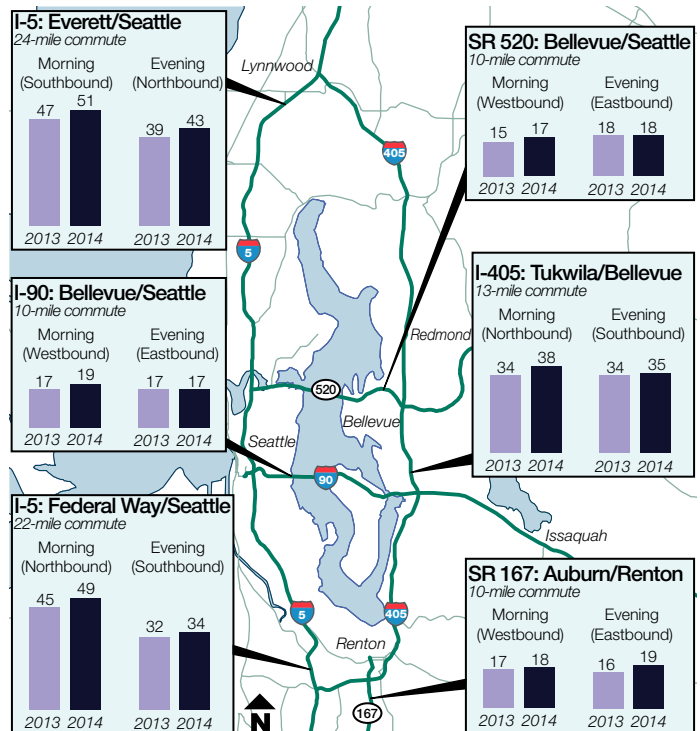 I-5: Everett/Seattle
24-mile commute
Morning Evening
(Southbound) (Northbound)
47 51 39 43
2013 2014 2013 2014
I-90: Bellevue/Seattle
10-mile commute
Morning Evening
(Westbound) (Eastbound)
17 19 17 17
2013 2014 2013 2014
I-5: Federal Way/Seattle
22-mile commute
Morning Evening
(Northbound) (Southbound)
45 49 32 34
2013 2014 2013 2014
Lynnwood
405
5
Redmond
520
Bellevue
Seattle
90
Issaquah
5
405
Renton
167
N
SR 520: Bellevue/Seattle
10-mile commute
Morning Evening
(Westbound) (Eastbound)
15 17 18 18
2013 2014 2013 2014
I-405: Tukwila/Bellevue
13-mile commute
Morning Evening
(Northbound) (Southbound)
34 38 34 35
2013 2014 2013 2014
SR 167: Auburn/Renton
10-mile commute
Morning Evening
(Westbound) (Eastbound)
17 18 16 19
2013 2014 2013 2014